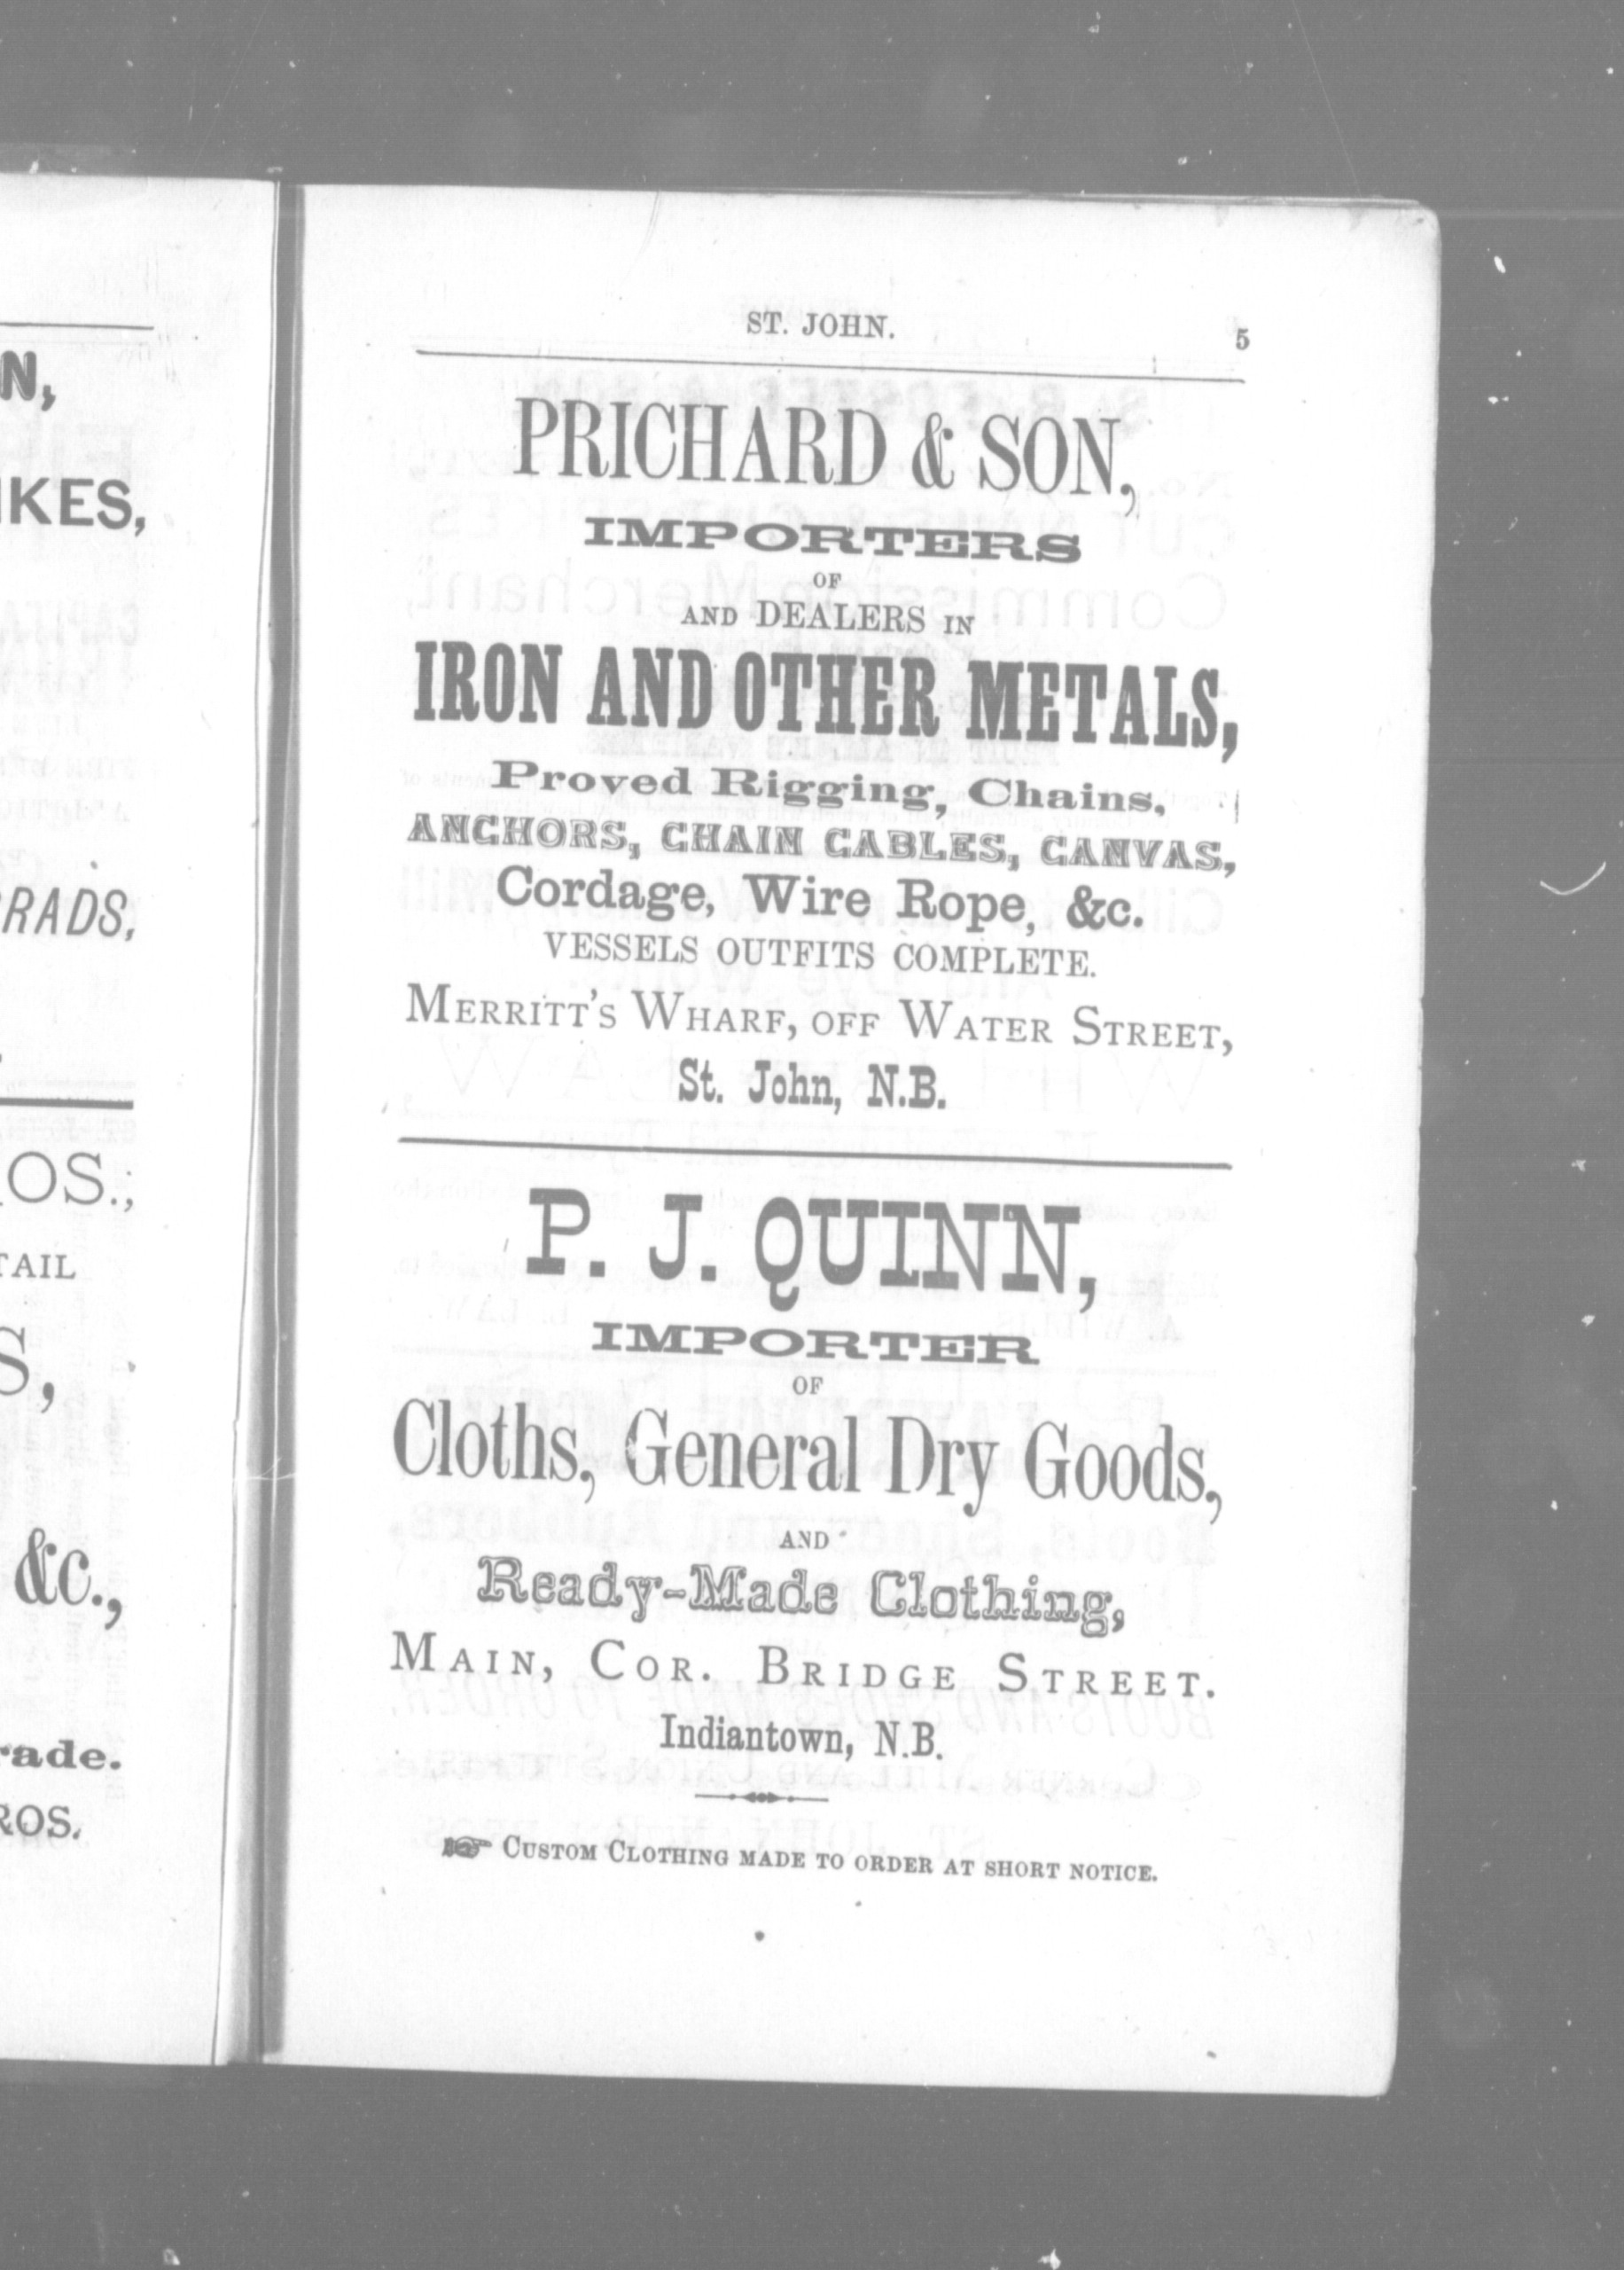 N,
IKES,
RADS,
OS.,
TAIL
S,
&c.,
rade.
ROS.
ST. JOHN. 5
PRICHARD & SON,
IMPORTERS
OF
AND DEALERS IN
IRON AND OTHER METALS,
Proved Rigging, Chains,
ANCHORS, CHAIN CABLES, CANVAS,
Cordage, Wire Rope, &c.
VESSELS OUTFITS COMPLETE.
MERRITT'S WHARF, OFF WATER STREET,
St. John, N.B.
P. J. QUINN,
IMPORTER
OF
Cloths, General Dry Goods,
AND
Ready-Made Clothing,
MAIN, COR. BRIDGE STREET.
Indiantown, N.B.
☞ CUSTOM CLOTHING MADE TO ORDER AT SHORT NOTICE.